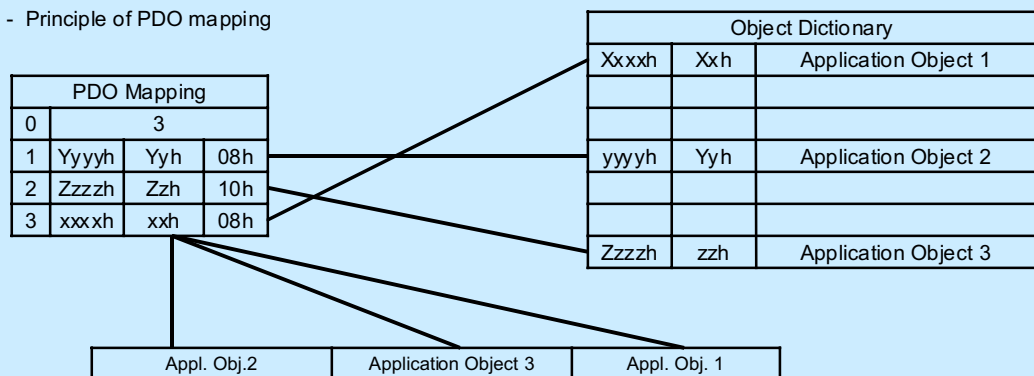 - Principle of PDO mapping
Object Dictionary
Xxxxh Xxh Application Object 1
yyyyh Yyh Application Object 2
Zzzzh zzh Application Object 3
PDO Mapping
0 3
1 Yyyyh Yyh 08h
2 Zzzzh Zzh 10h
3 xxxxh xxh 08h
Appl. Obj.2 Application Object 3 Appl. Obj. 1